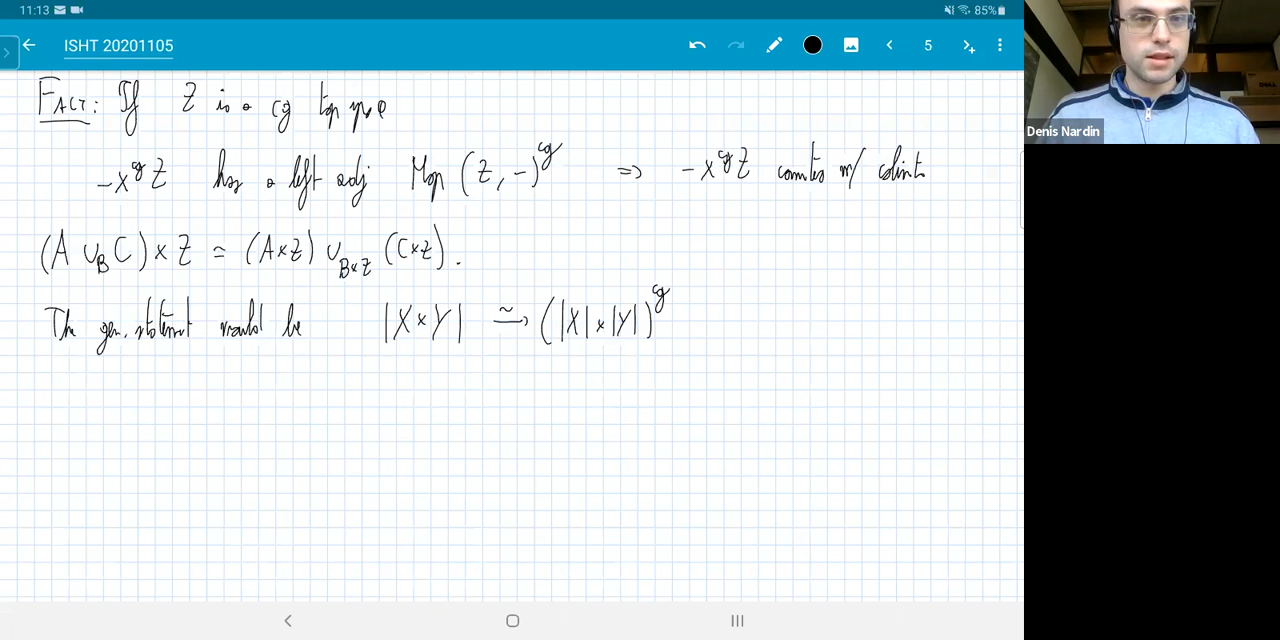 11:13 85%
ISHT 20201105 5
Denis Nardin
FACT: If Z is a cg top space
-×^{cg} Z has a left adj Map (Z, -)^{cg} ⇒ -×^{cg} Z commutes w/ colimits
(A ∪_B C) × Z ≃ (A×Z) ∪_{B×Z} (C×Z).
The gen. statement would be |X×Y| ⥲ (|X|×|Y|)^{cg}